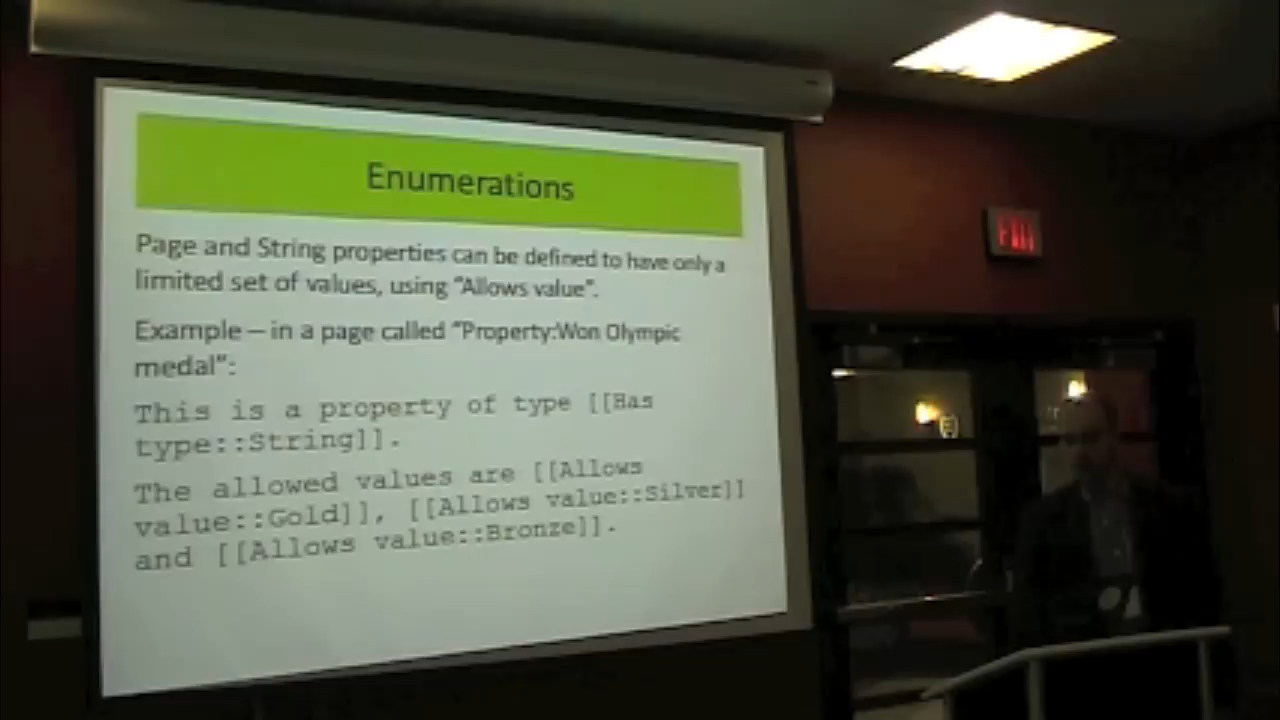 Enumerations
Page and String properties can be defined to have only a
limited set of values, using “Allows value”.
Example – in a page called “Property:Won Olympic
medal”:
This is a property of type [[Has
type::String]].
The allowed values are [[Allows
value::Gold]], [[Allows value::Silver]]
and [[Allows value::Bronze]].
EXIT